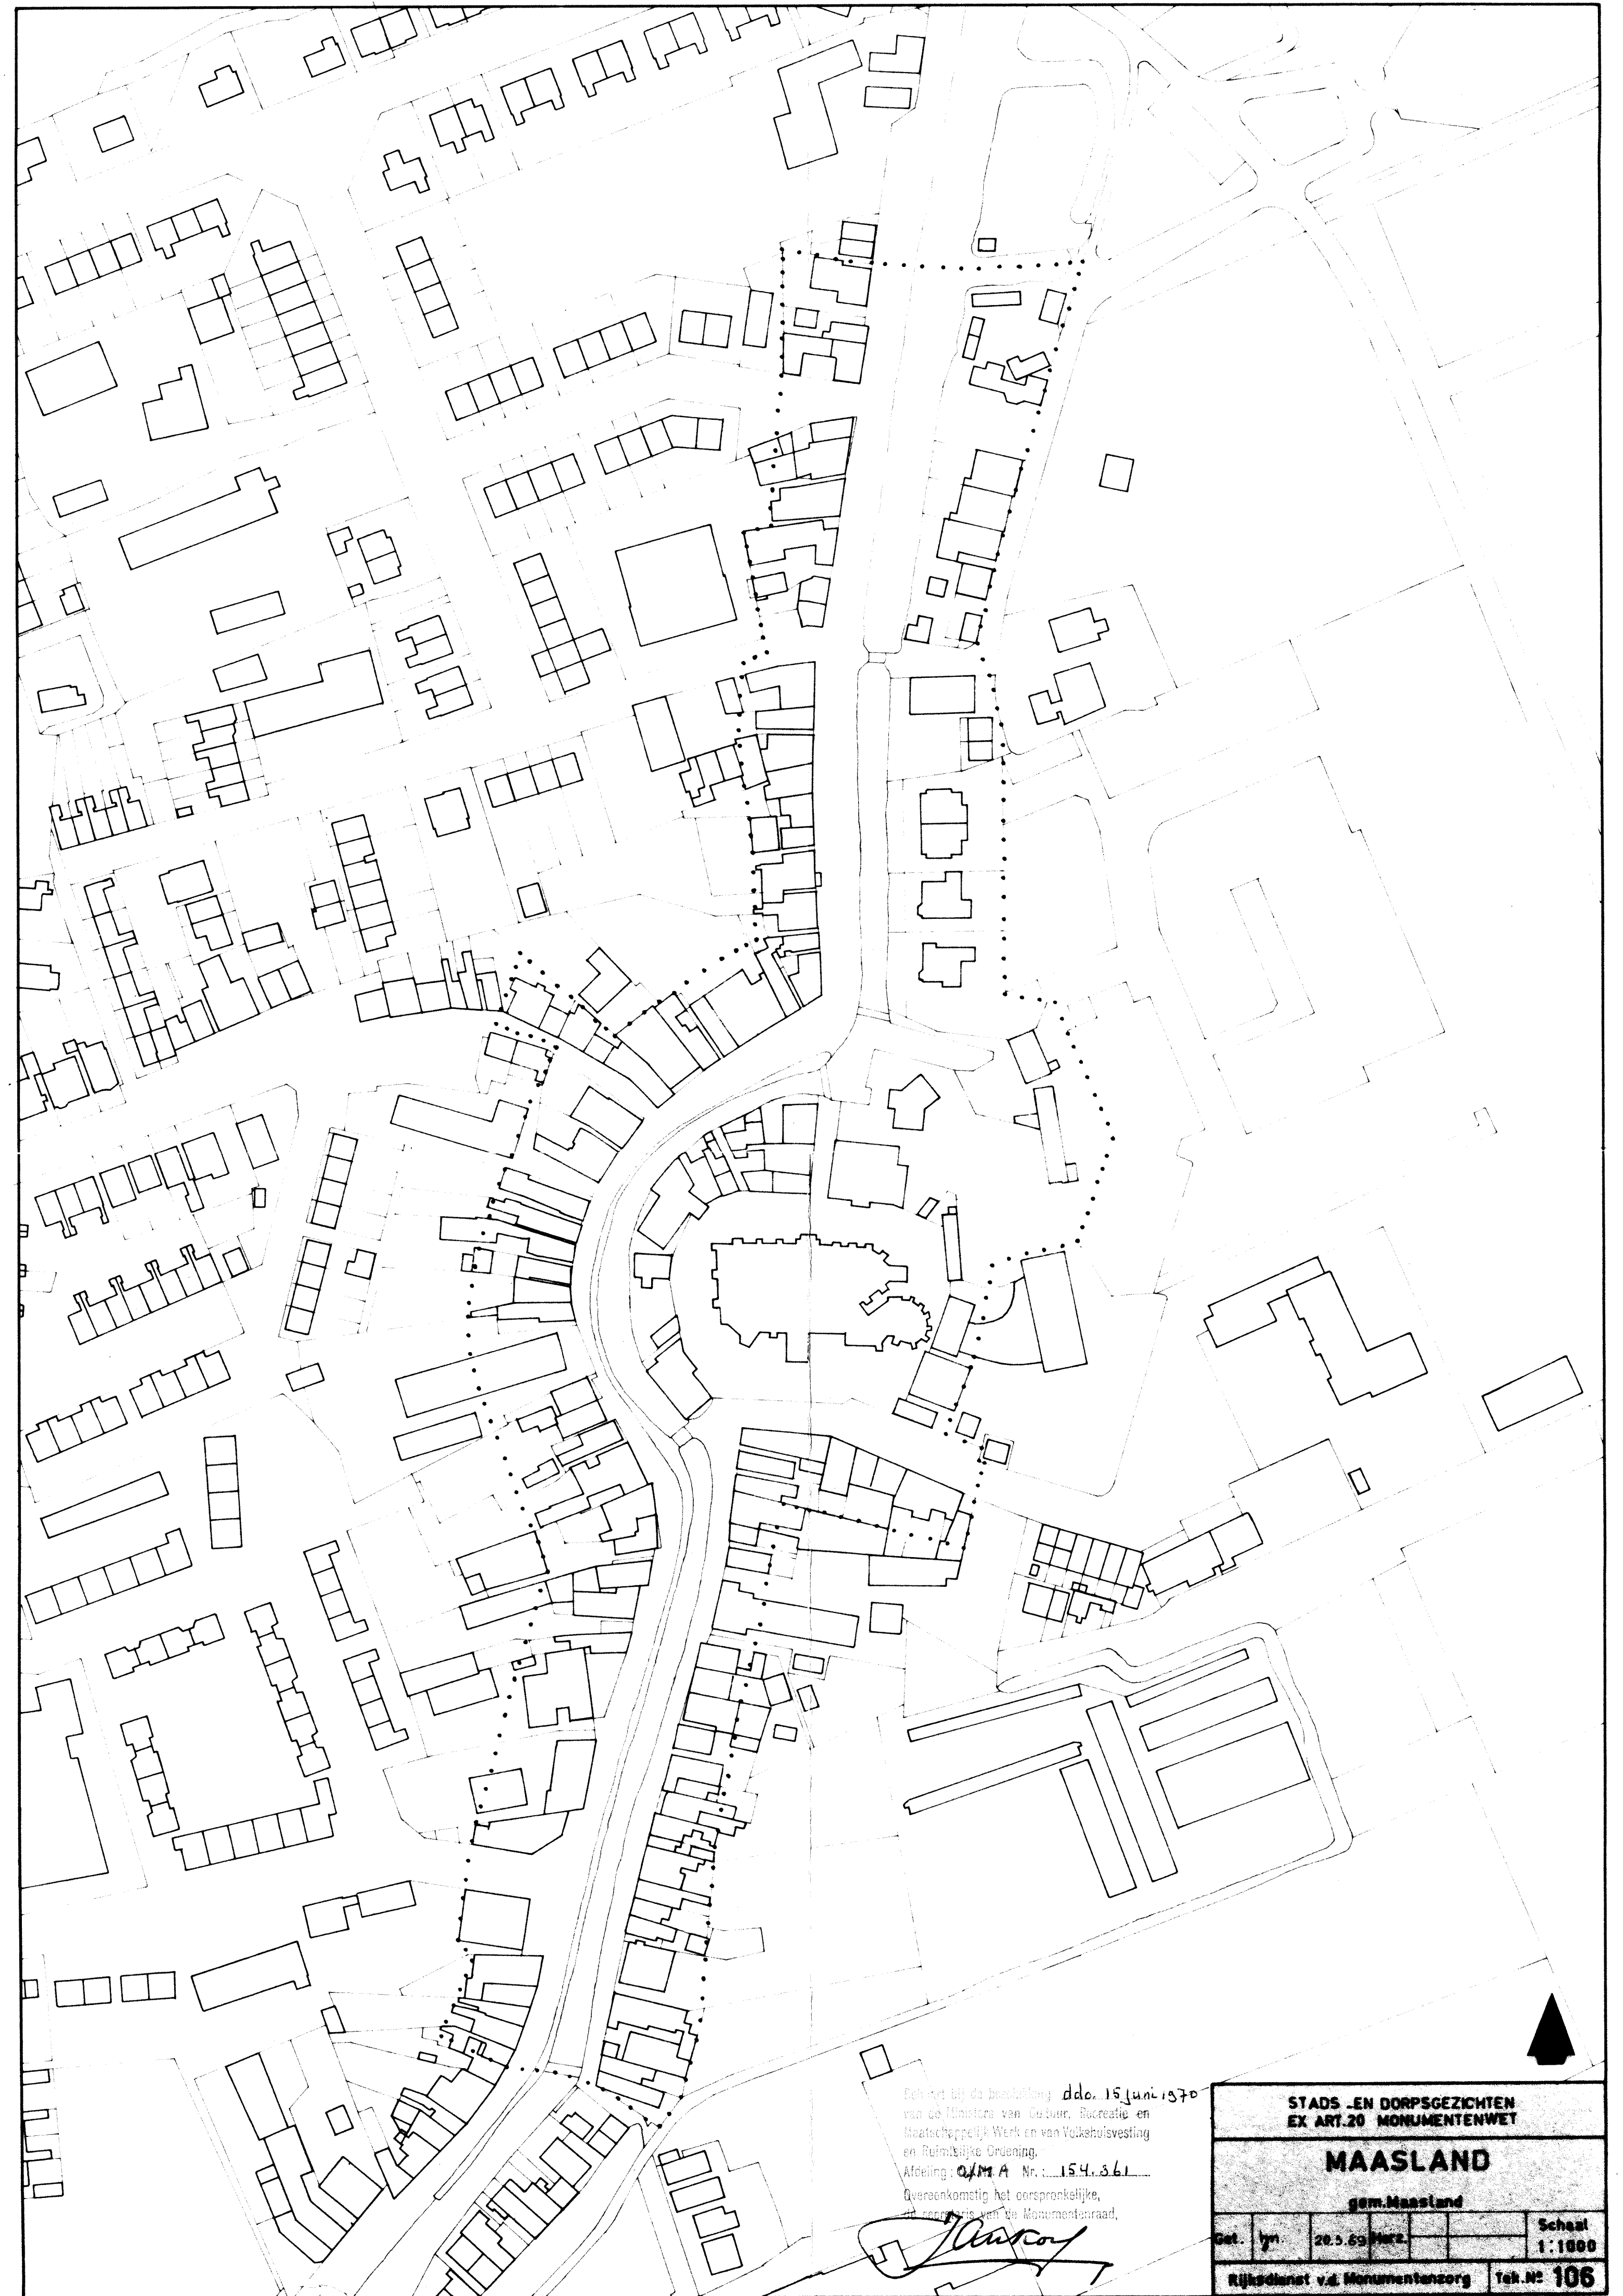 Behoort bij de beschikking ddo. 15 juni 1970
van de Ministers van Cultuur, Recreatie en
Maatschappelijk Werk en van Volkshuisvesting
en Ruimtelijke Ordening.
Afdeling: O/M.A Nr.: 154.361
Overeenkomstig het oorspronkelijke,
de secretaris van de Monumentenraad,
STADS-EN DORPSGEZICHTEN
EX ART.20 MONUMENTENWET
MAASLAND
gem. Maasland
Get. 20.5.69 Herz.
Schaal
1:1000
Rijksdienst v.d. Monumentenzorg Tek.Nº 106